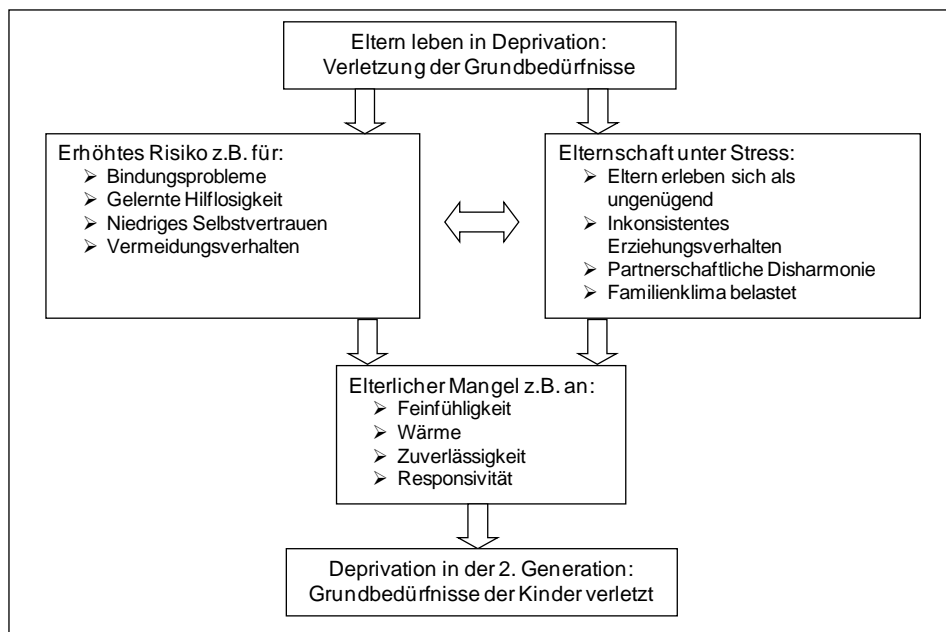 Eltern leben in Deprivation:
Verletzung der Grundbedürfnisse
Erhöhtes Risiko z.B. für:
➢ Bindungsprobleme
➢ Gelernte Hilflosigkeit
➢ Niedriges Selbstvertrauen
➢ Vermeidungsverhalten
Elternschaft unter Stress:
➢ Eltern erleben sich als
ungenügend
➢ Inkonsistentes
Erziehungsverhalten
➢ Partnerschaftliche Disharmonie
➢ Familienklima belastet
Elterlicher Mangel z.B. an:
➢ Feinfühligkeit
➢ Wärme
➢ Zuverlässigkeit
➢ Responsivität
Deprivation in der 2. Generation:
Grundbedürfnisse der Kinder verletzt